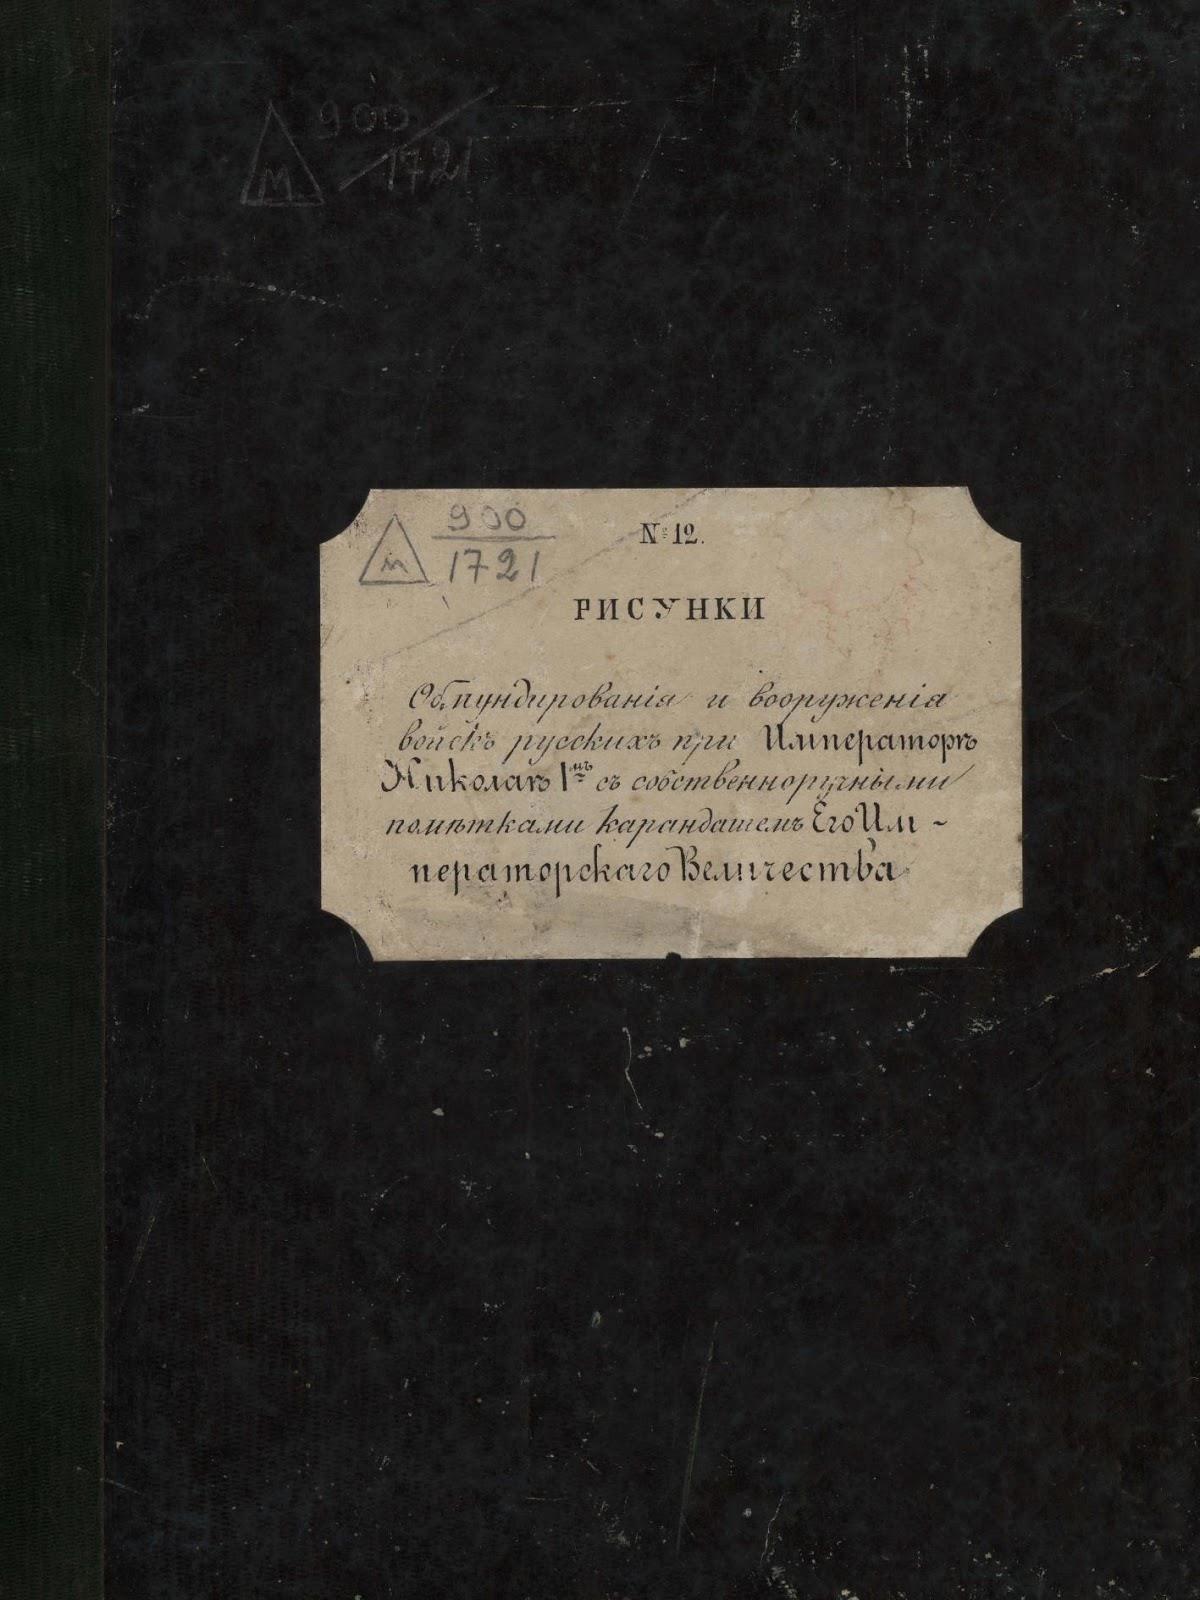 М 900/1721
М 900
1721
№ 12.
РИСУНКИ
Обмундированія и вооруженія
войскъ русскихъ при Императорѣ
Николаѣ Iмъ съ собственноручными
помѣтками карандашемъ Его Им-
ператорскаго Величества